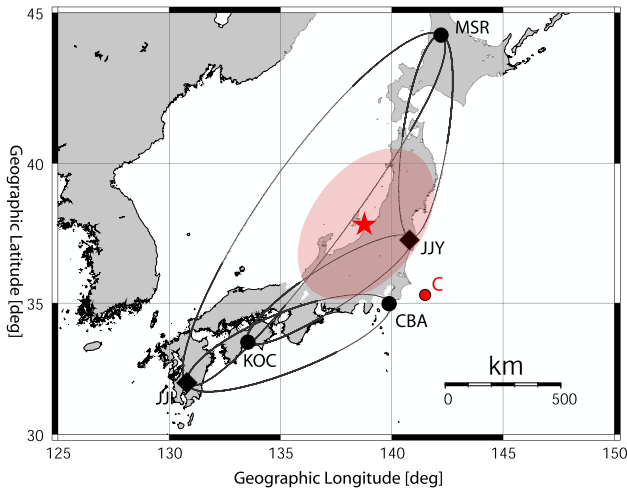 45
MSR
40
JJY
C
35
CBA
KOC
km
JJI
0
500
30
125
130
135
140
145
150
Geographic Longitude [deg]
Geographic Latitude [deg]